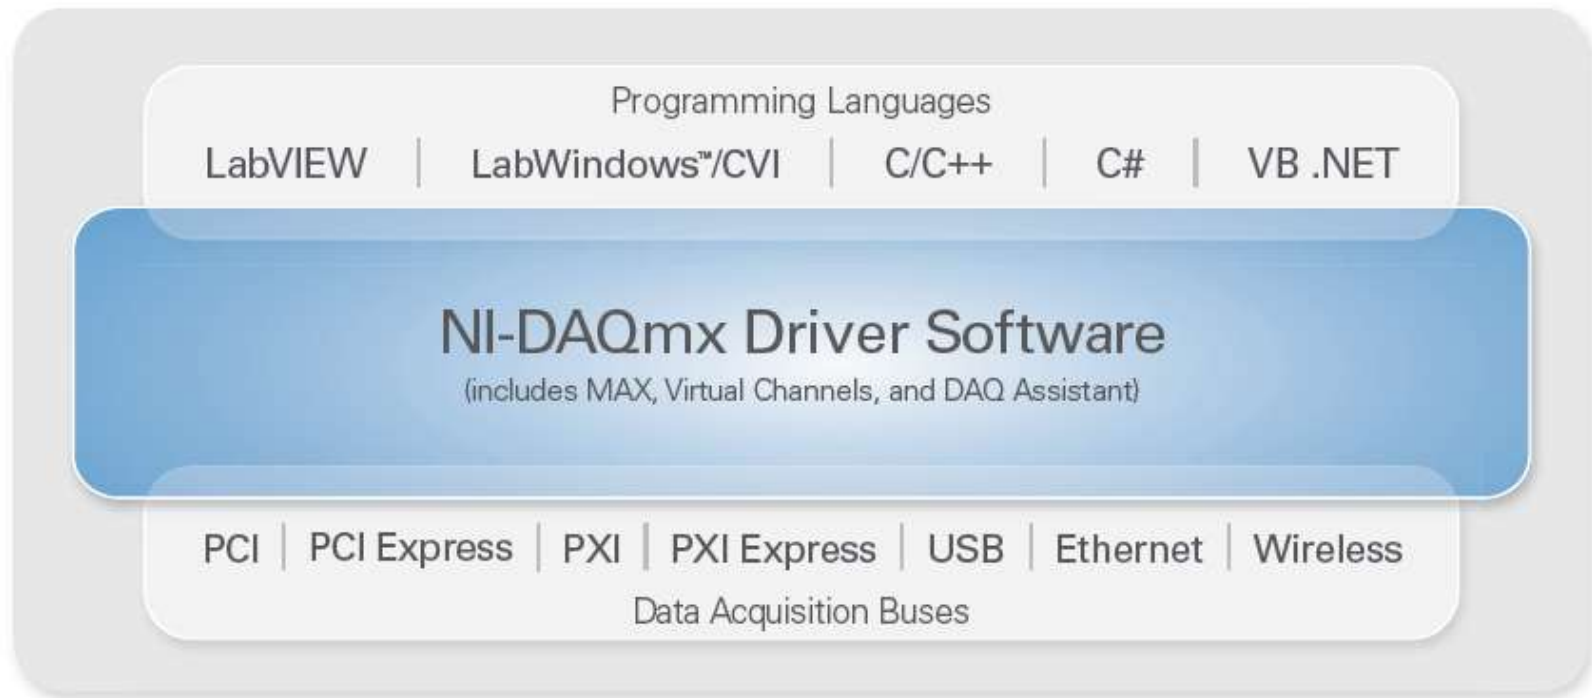 Programming Languages
LabVIEW | LabWindows™/CVI | C/C++ | C# | VB .NET
NI-DAQmx Driver Software
(includes MAX, Virtual Channels, and DAQ Assistant)
PCI | PCI Express | PXI | PXI Express | USB | Ethernet | Wireless
Data Acquisition Buses